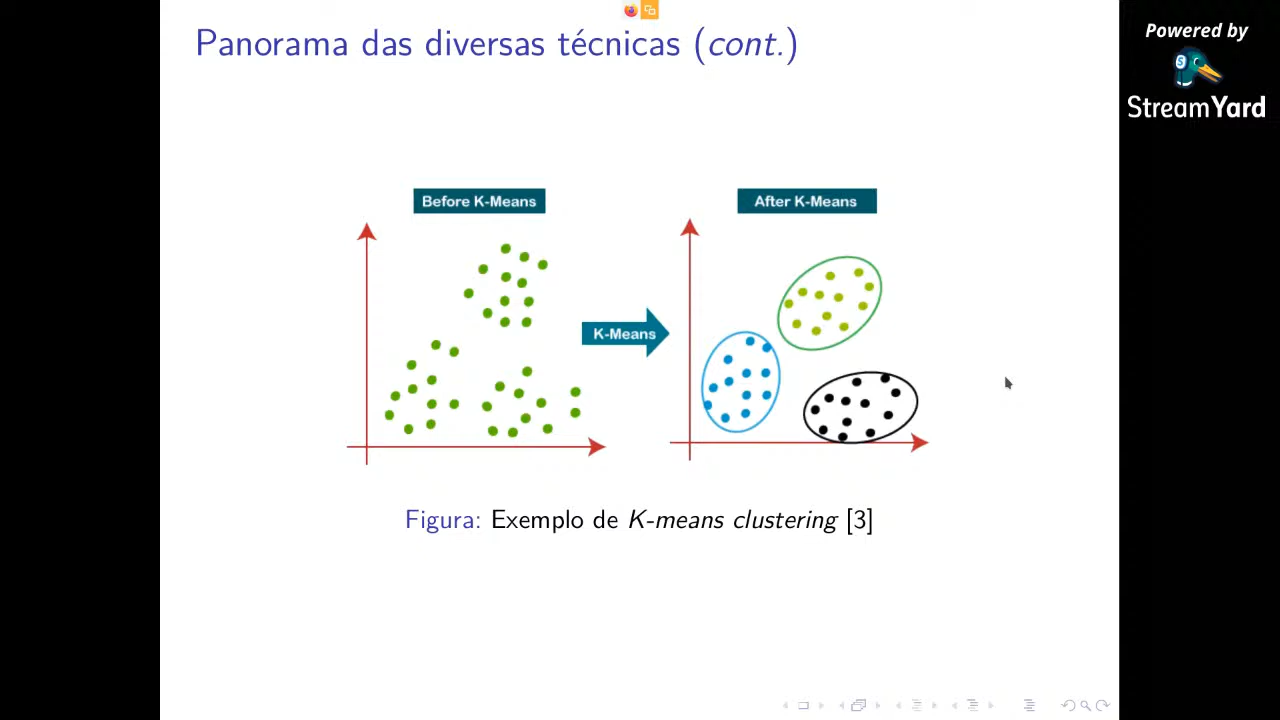 Panorama das diversas técnicas (cont.)
Powered by
StreamYard
Before K-Means
After K-Means
K-Means
Figura: Exemplo de K-means clustering [3]